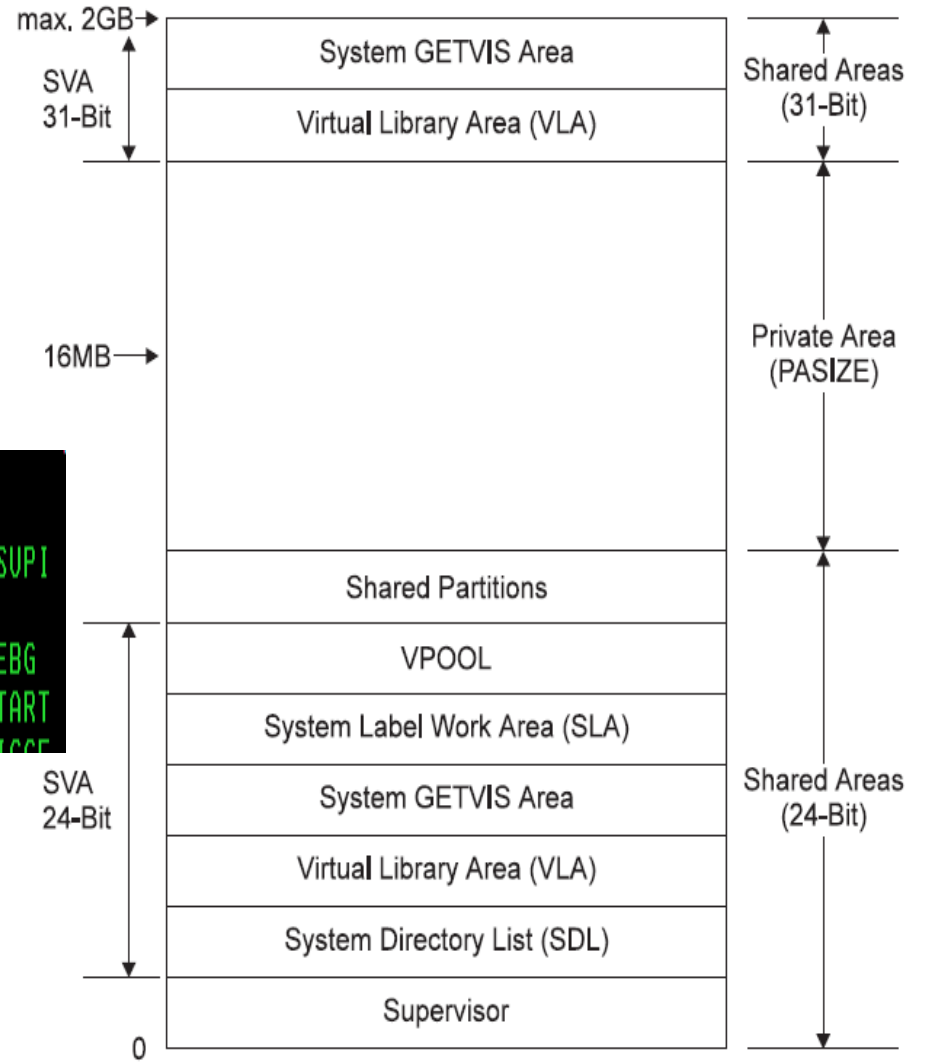 max. 2GB
System GETVIS Area
SVA
31-Bit
Shared Areas
(31-Bit)
Virtual Library Area (VLA)
16MB
Private Area
(PASIZE)
SUPI
EBG
TART
Shared Partitions
VPOOL
System Label Work Area (SLA)
SVA
24-Bit
System GETVIS Area
Shared Areas
(24-Bit)
Virtual Library Area (VLA)
System Directory List (SDL)
Supervisor
0